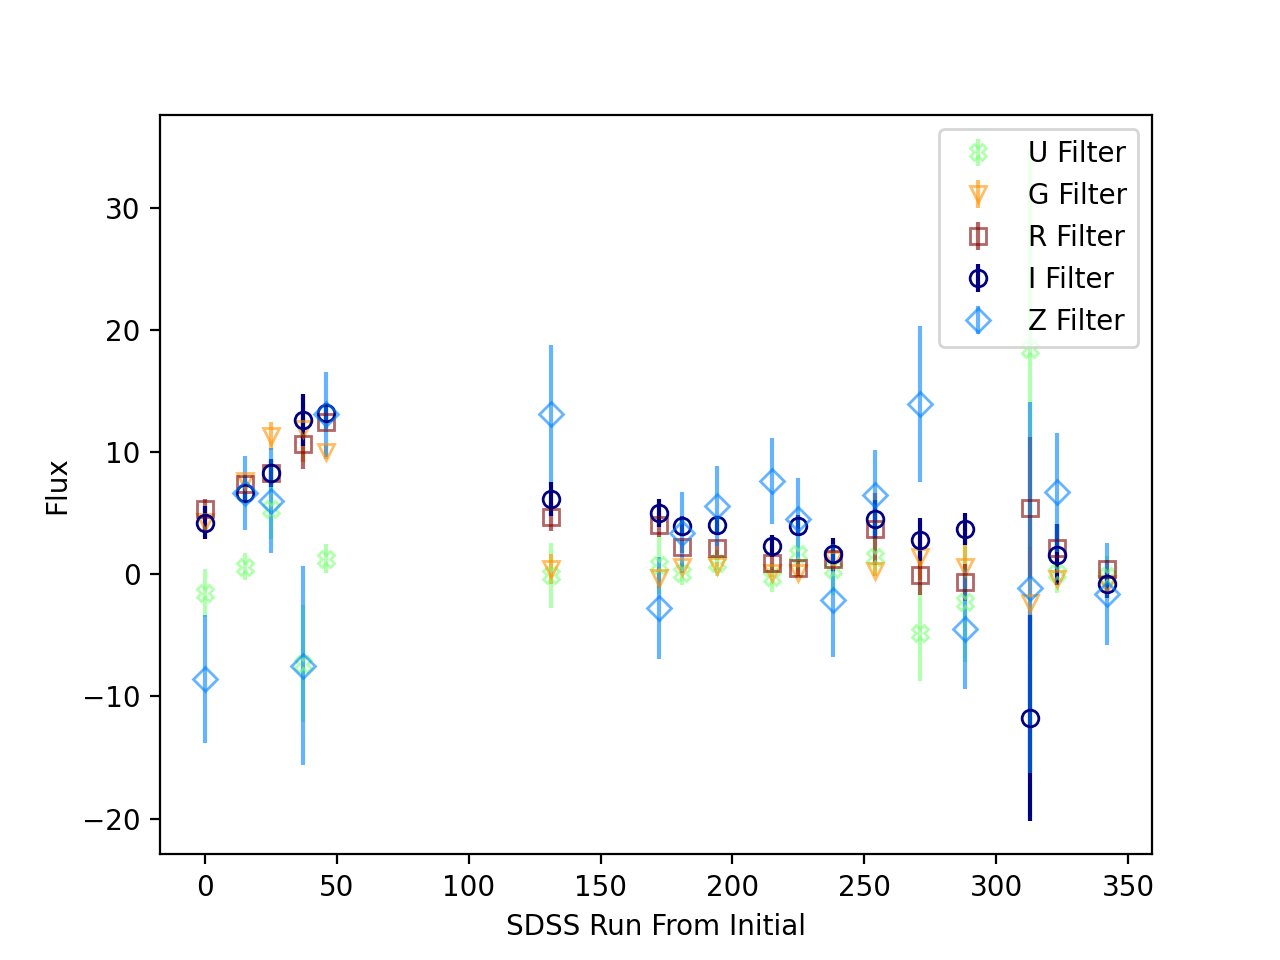 U Filter
G Filter
R Filter
I Filter
Z Filter
30
20
10
0
−10
−20
Flux
0 50 100 150 200 250 300 350
SDSS Run From Initial